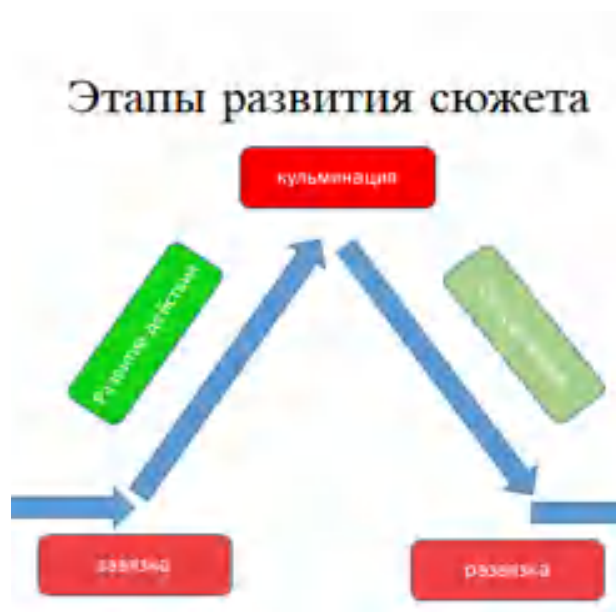 Этапы развития сюжета
кульминация
Развитие действия
завязка
развязка